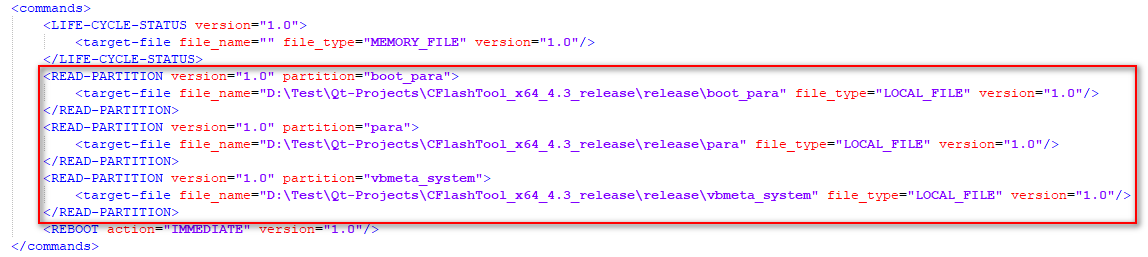 <commands>
<LIFE-CYCLE-STATUS version="1.0">
<target-file file_name="" file_type="MEMORY_FILE" version="1.0"/>
</LIFE-CYCLE-STATUS>
<READ-PARTITION version="1.0" partition="boot_para">
<target-file file_name="D:\Test\Qt-Projects\CFlashTool_x64_4.3_release\release\boot_para" file_type="LOCAL_FILE" version="1.0"/>
</READ-PARTITION>
<READ-PARTITION version="1.0" partition="para">
<target-file file_name="D:\Test\Qt-Projects\CFlashTool_x64_4.3_release\release\para" file_type="LOCAL_FILE" version="1.0"/>
</READ-PARTITION>
<READ-PARTITION version="1.0" partition="vbmeta_system">
<target-file file_name="D:\Test\Qt-Projects\CFlashTool_x64_4.3_release\release\vbmeta_system" file_type="LOCAL_FILE" version="1.0"/>
</READ-PARTITION>
<REBOOT action="IMMEDIATE" version="1.0"/>
</commands>